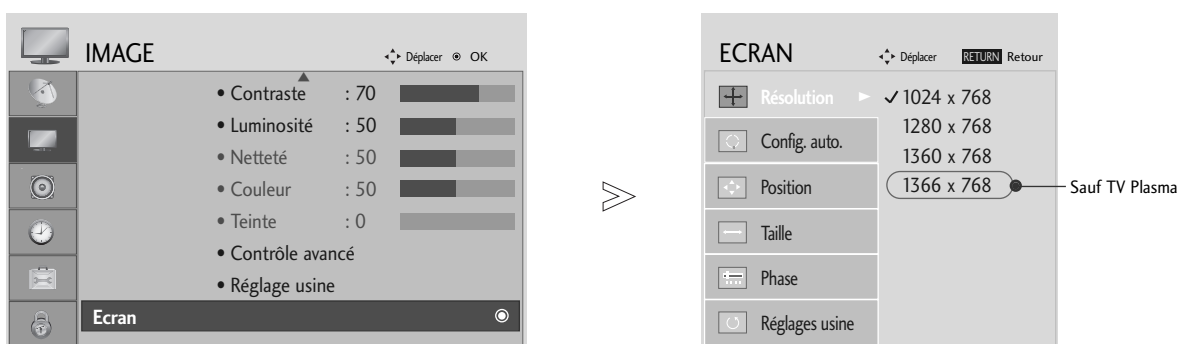 IMAGE
Déplacer OK
• Contraste : 70
• Luminosité : 50
• Netteté : 50
• Couleur : 50
• Teinte : 0
• Contrôle avancé
• Réglage usine
Ecran
ECRAN
Déplacer RETURN Retour
Résolution
Config. auto.
Position
Taille
Phase
Réglages usine
✓ 1024 x 768
1280 x 768
1360 x 768
1366 x 768
Sauf TV Plasma